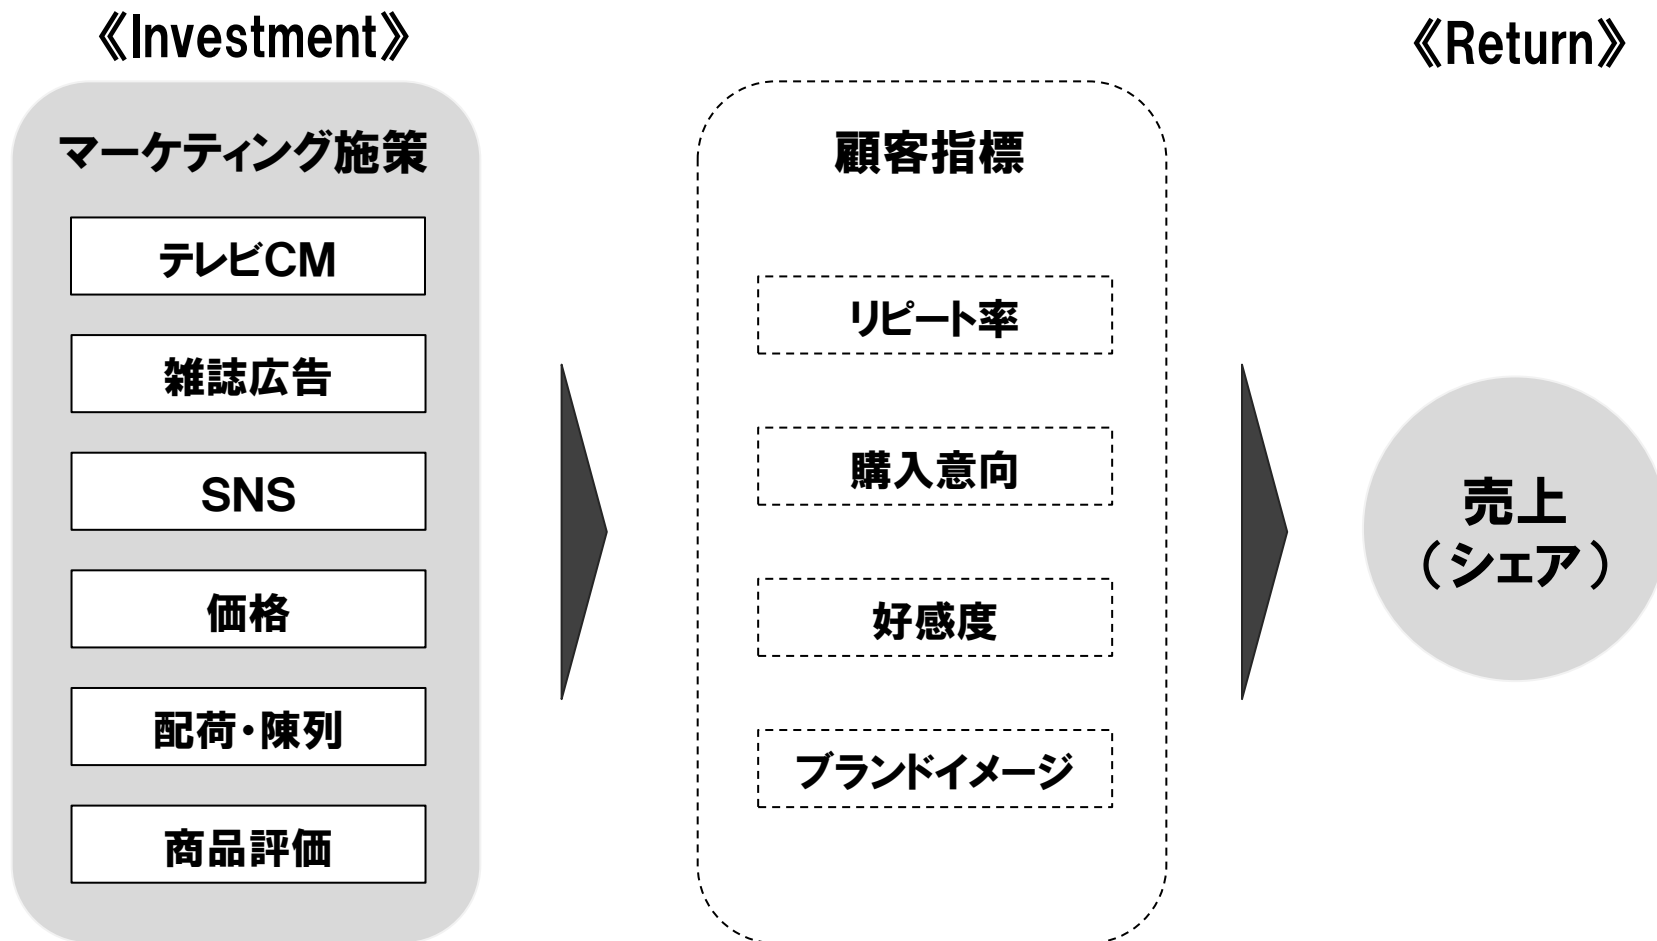 《Investment》
《Return》
マーケティング施策
テレビCM
雑誌広告
SNS
価格
配荷・陳列
商品評価
顧客指標
リピート率
購入意向
好感度
ブランドイメージ
売上
（シェア）